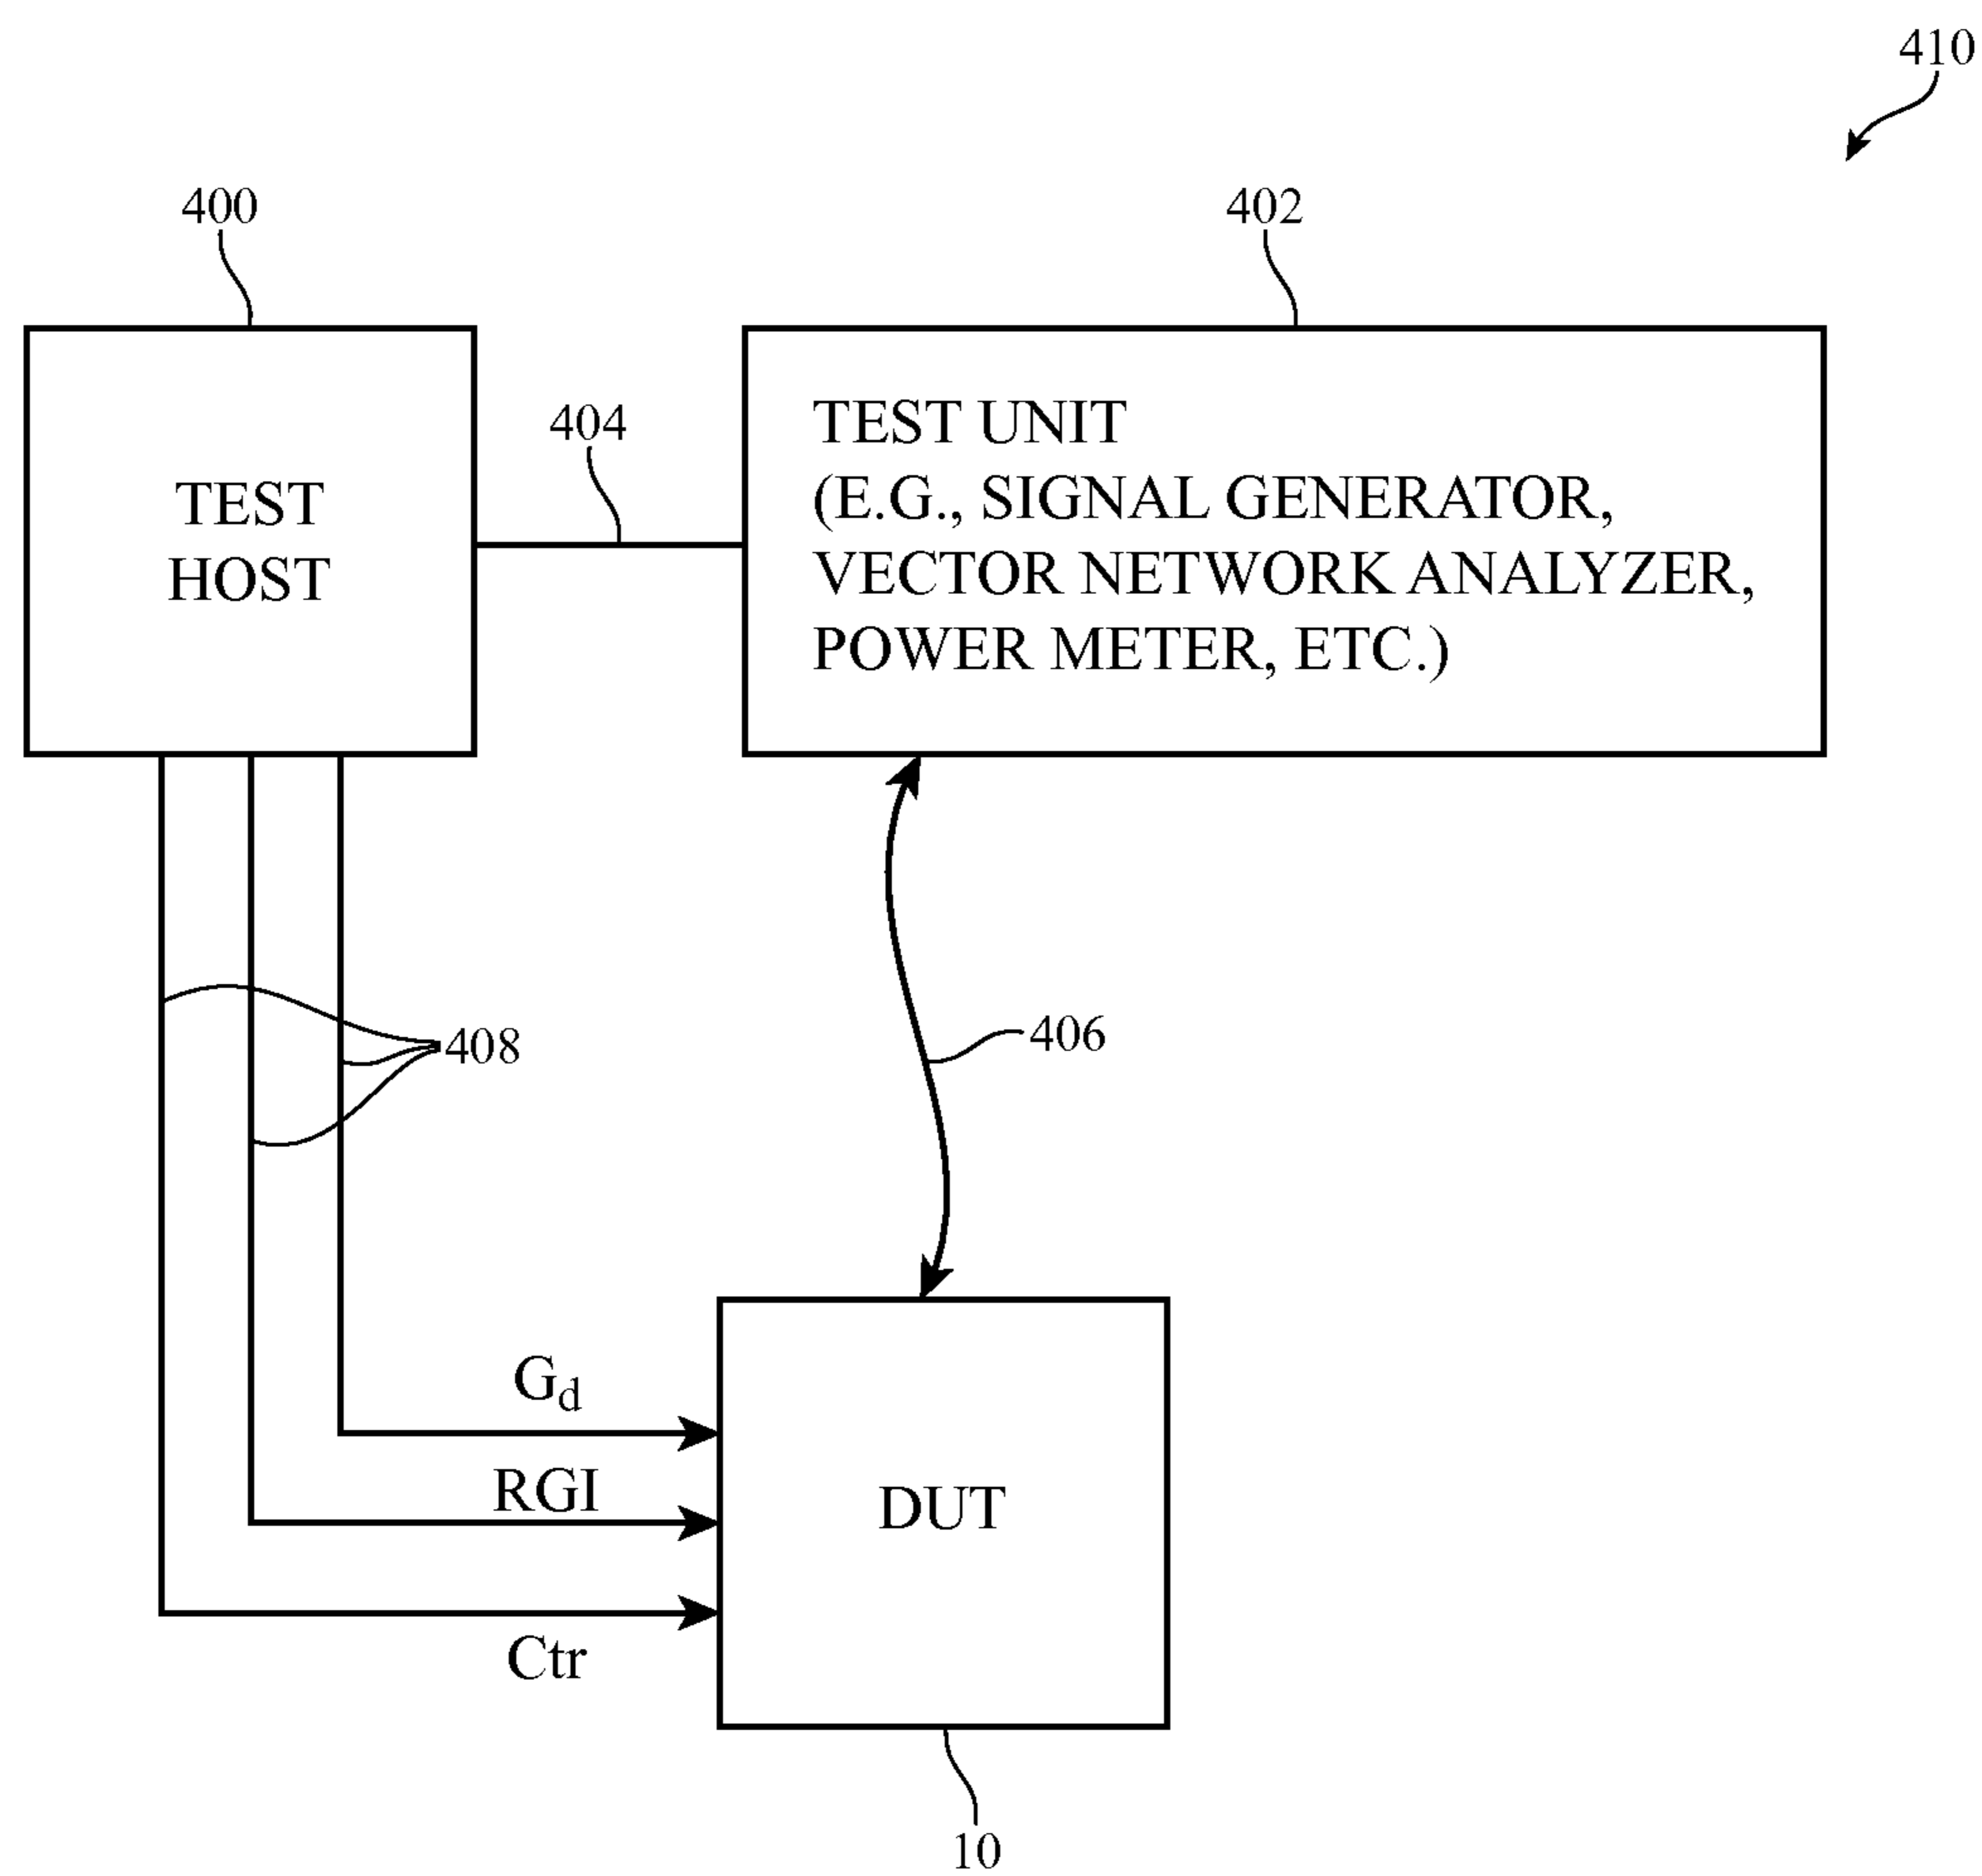 410
400
402
404
TEST
HOST
TEST UNIT
(E.G., SIGNAL GENERATOR,
VECTOR NETWORK ANALYZER,
POWER METER, ETC.)
408
406
Gd
RGI
Ctr
DUT
10